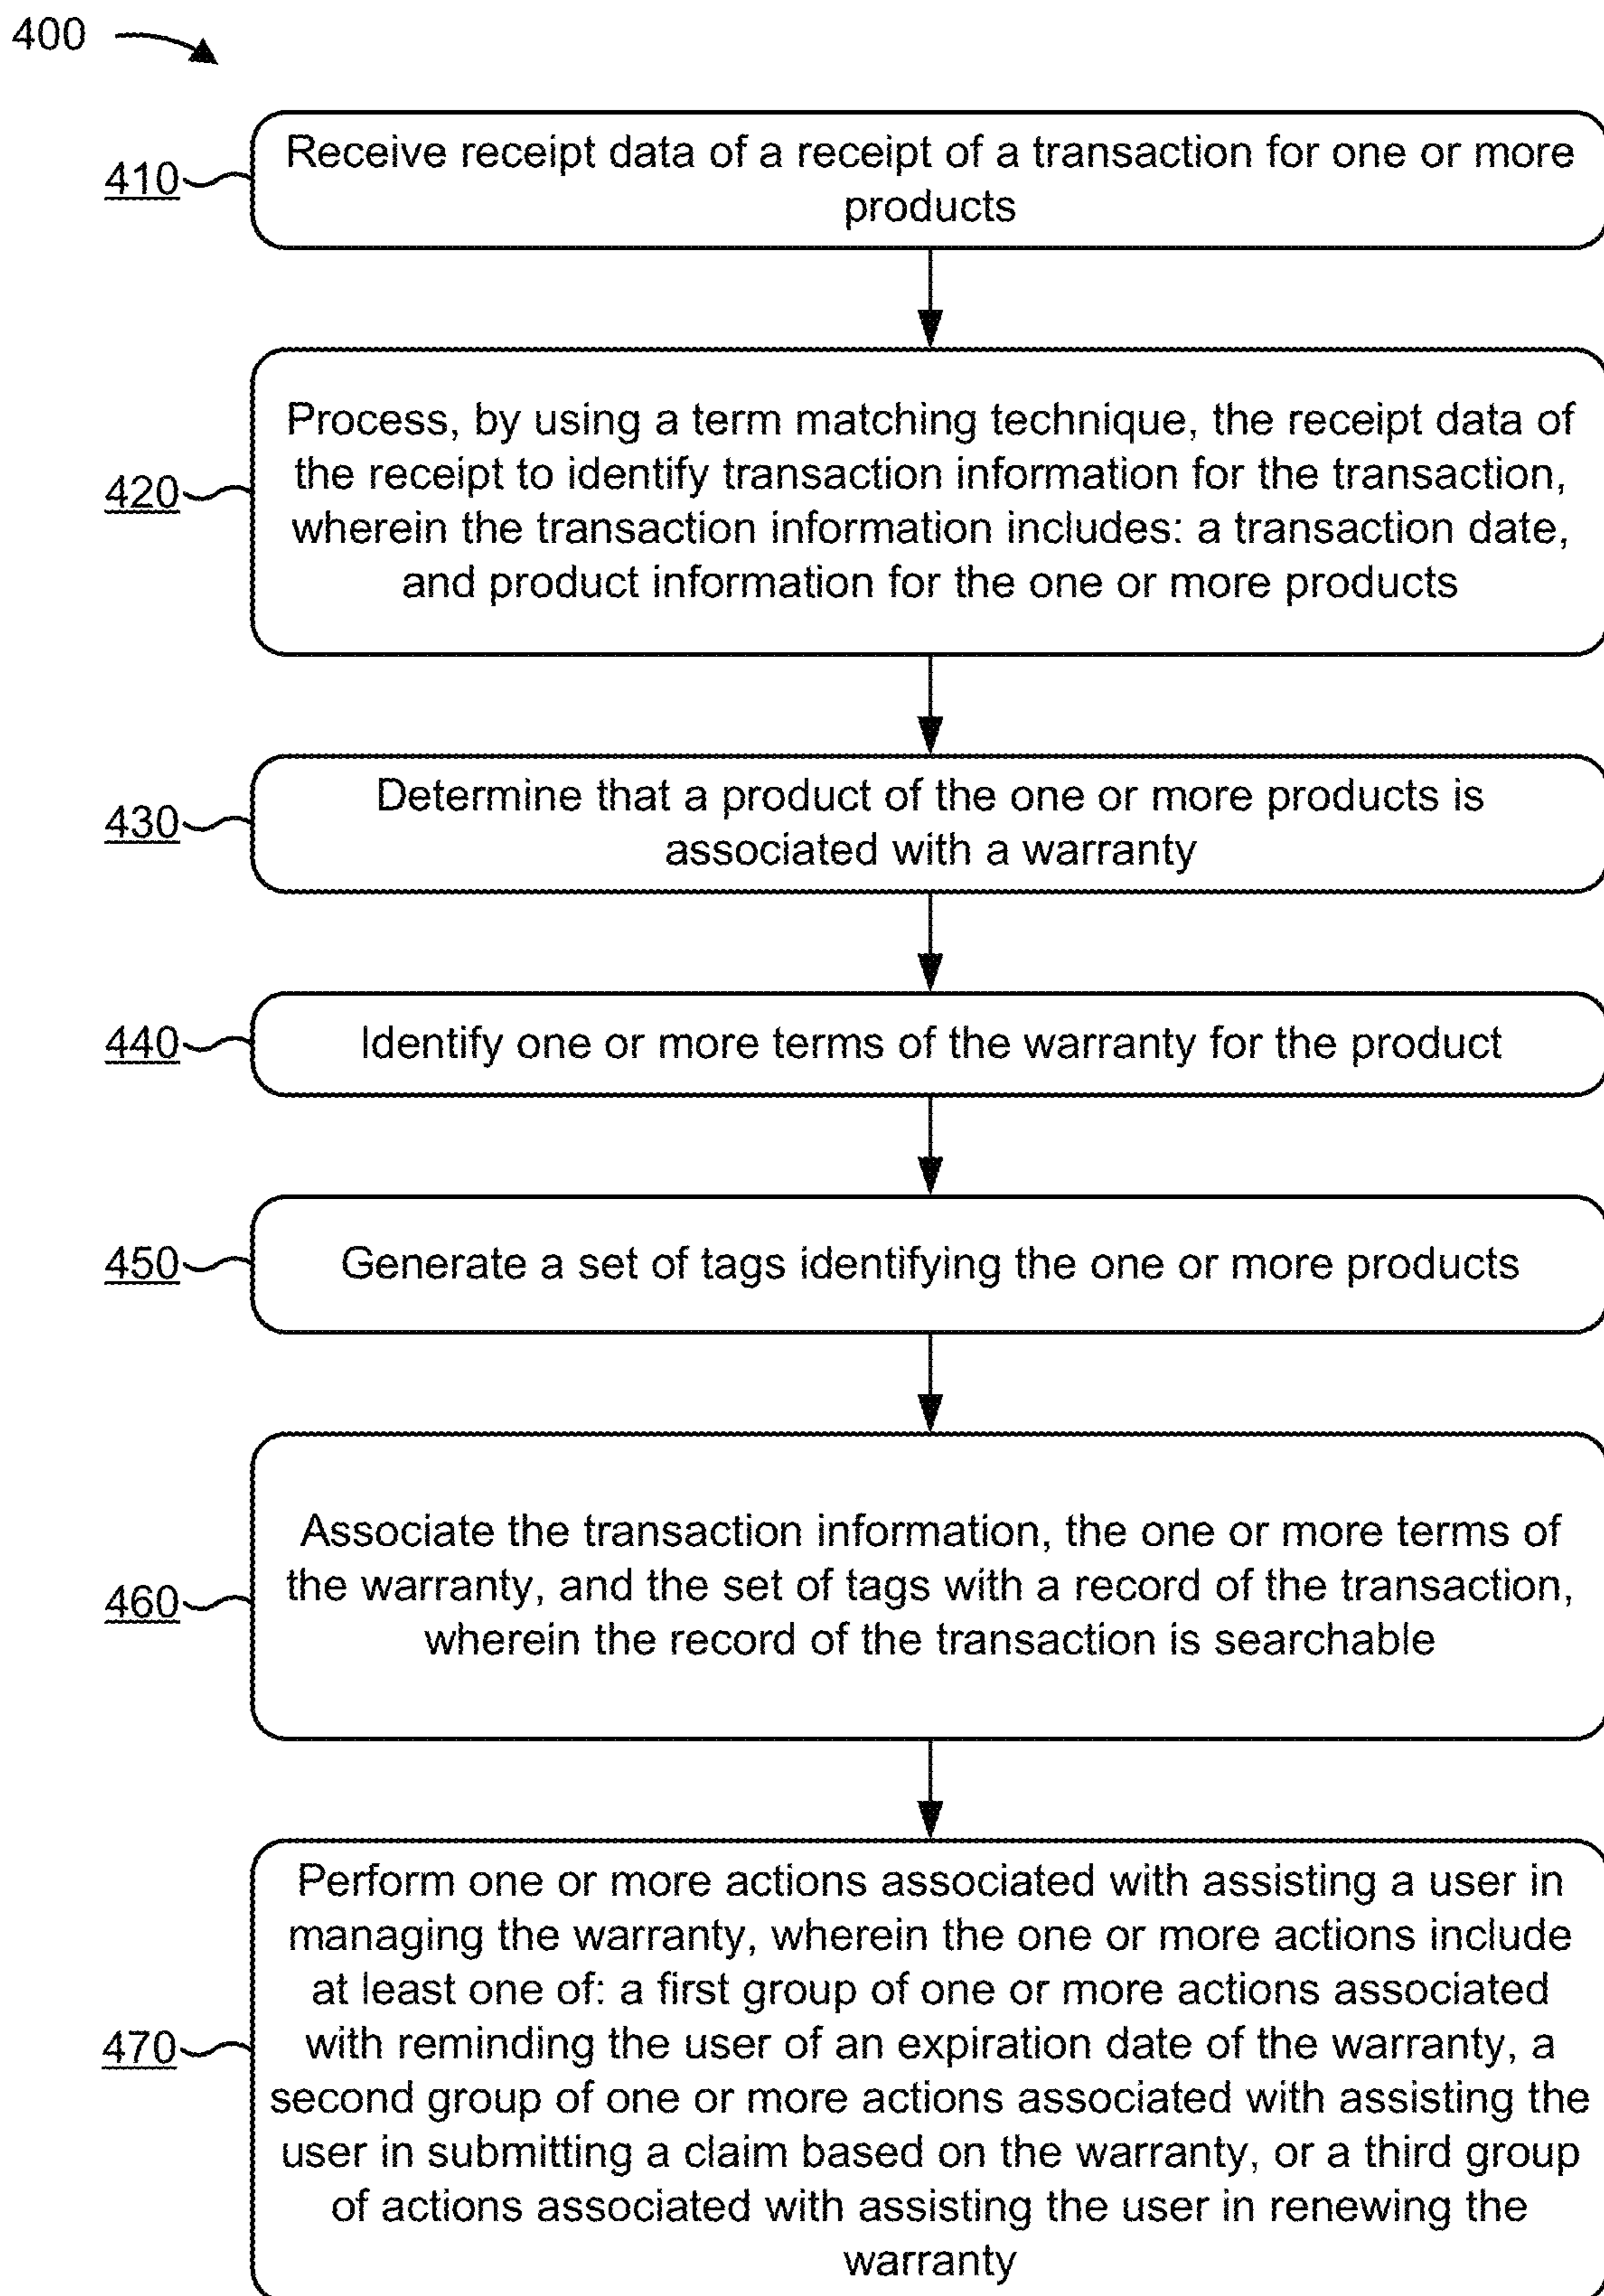 400
410
Receive receipt data of a receipt of a transaction for one or more
products
420
Process, by using a term matching technique, the receipt data of
the receipt to identify transaction information for the transaction,
wherein the transaction information includes: a transaction date,
and product information for the one or more products
430
Determine that a product of the one or more products is
associated with a warranty
440
Identify one or more terms of the warranty for the product
450
Generate a set of tags identifying the one or more products
460
Associate the transaction information, the one or more terms of
the warranty, and the set of tags with a record of the transaction,
wherein the record of the transaction is searchable
470
Perform one or more actions associated with assisting a user in
managing the warranty, wherein the one or more actions include
at least one of: a first group of one or more actions associated
with reminding the user of an expiration date of the warranty, a
second group of one or more actions associated with assisting the
user in submitting a claim based on the warranty, or a third group
of actions associated with assisting the user in renewing the
warranty